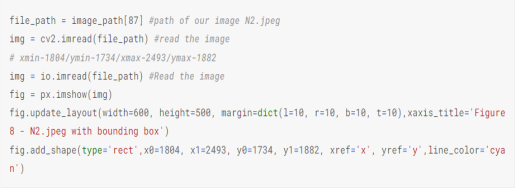 file_path = image_path[87] #path of our image N2.jpeg
img = cv2.imread(file_path) #read the image
# xmin-1804/ymin-1734/xmax-2493/ymax-1882
img = io.imread(file_path) #Read the image
fig = px.imshow(img)
fig.update_layout(width=600, height=500, margin=dict(l=10, r=10, b=10, t=10),xaxis_title='Figure
8 - N2.jpeg with bounding box')
fig.add_shape(type='rect',x0=1804, x1=2493, y0=1734, y1=1882, xref='x', yref='y',line_color='cya
n')